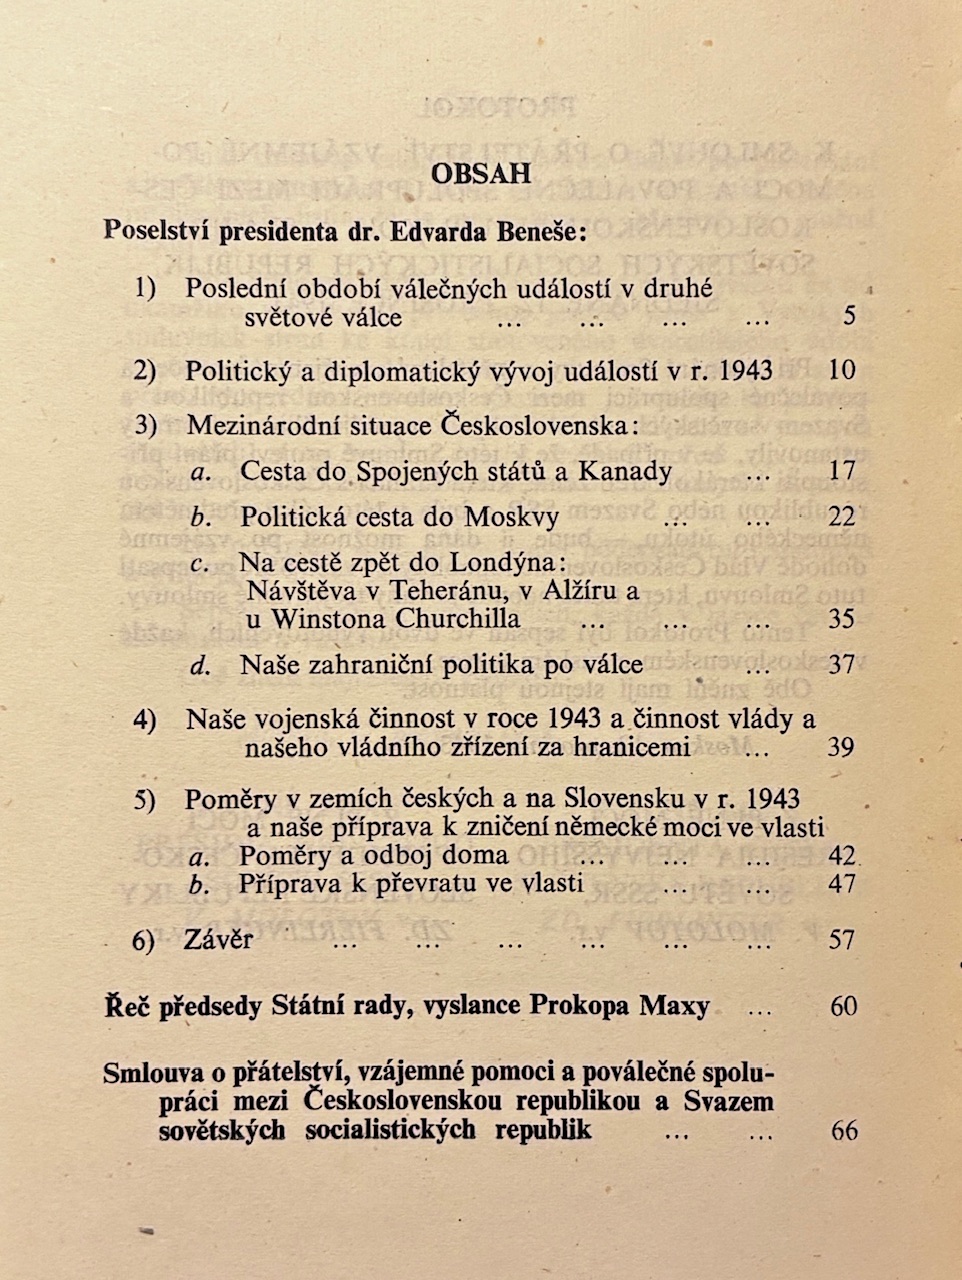 OBSAH
Poselství presidenta dr. Edvarda Beneše:
1) Poslední období válečných událostí v druhé
světové válce ... ... ... ... 5
2) Politický a diplomatický vývoj událostí v r. 1943 10
3) Mezinárodní situace Československa:
a. Cesta do Spojených států a Kanady ... 17
b. Politická cesta do Moskvy ... ... 22
c. Na cestě zpět do Londýna:
Návštěva v Teheránu, v Alžíru a
u Winstona Churchilla ... ... ... 35
d. Naše zahraniční politika po válce ... 37
4) Naše vojenská činnost v roce 1943 a činnost vlády a
našeho vládního zřízení za hranicemi ... 39
5) Poměry v zemích českých a na Slovensku v r. 1943
a naše příprava k zničení německé moci ve vlasti
a. Poměry a odboj doma ... ... ... 42
b. Příprava k převratu ve vlasti ... ... 47
6) Závěr ... ... ... ... ... ... 57
Řeč předsedy Státní rady, vyslance Prokopa Maxy ... 60
Smlouva o přátelství, vzájemné pomoci a poválečné spolu-
práci mezi Československou republikou a Svazem
sovětských socialistických republik ... ... 66